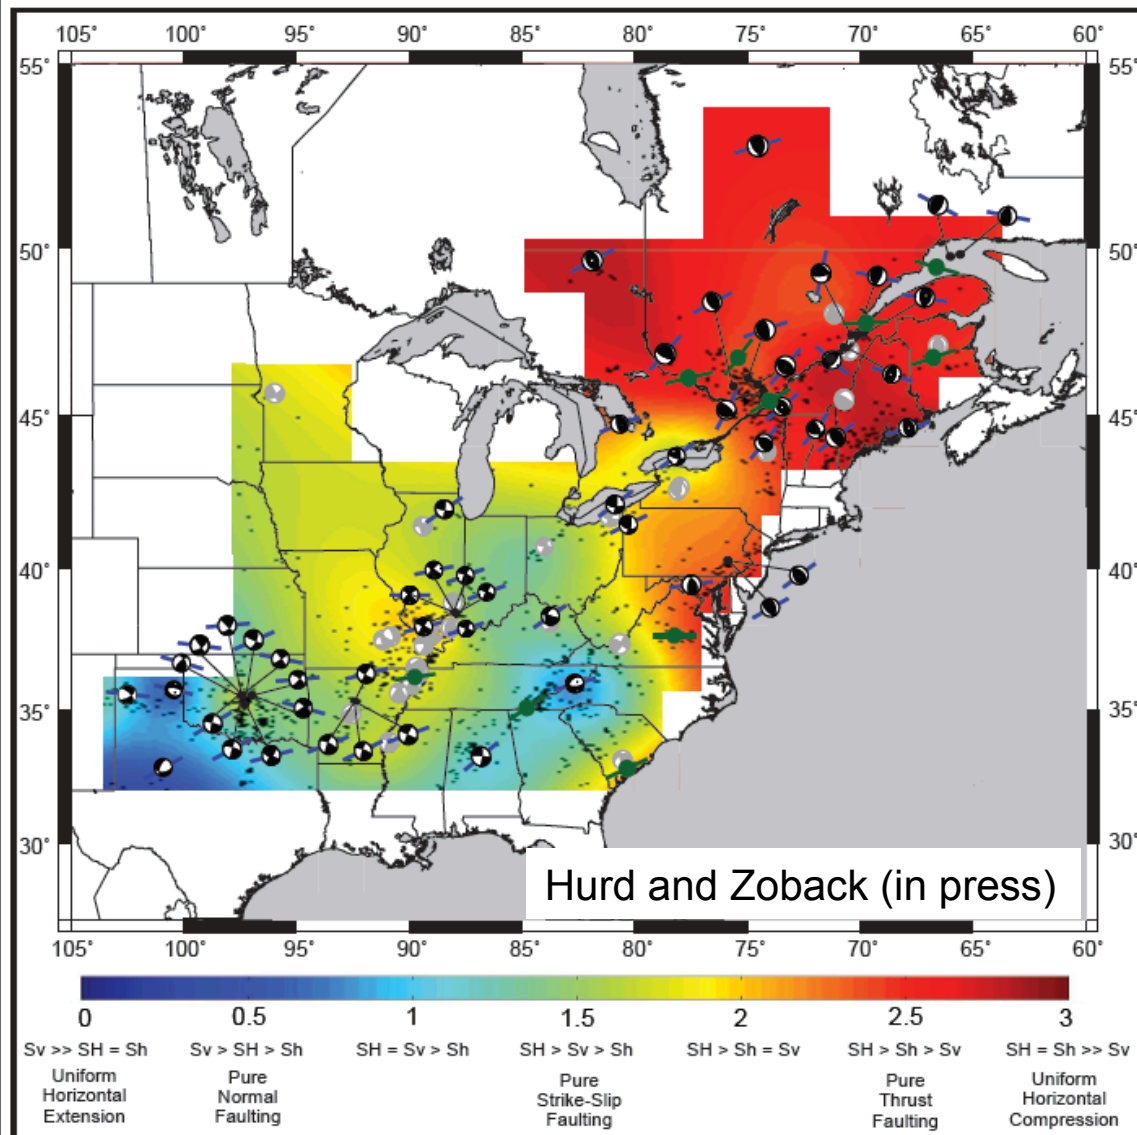 105° 100° 95° 90° 85° 80° 75° 70° 65° 60°
55° 55°
50° 50°
45° 45°
40° 40°
35° 35°
30° 30°
Hurd and Zoback (in press)
105° 100° 95° 90° 85° 80° 75° 70° 65° 60°
0 0.5 1 1.5 2 2.5 3
Sv >> SH = Sh Sv > SH > Sh SH = Sv > Sh SH > Sv > Sh SH > Sh = Sv SH > Sh > Sv SH = Sh >> Sv
Uniform Pure Pure Pure Uniform
Horizontal Normal Strike-Slip Thrust Horizontal
Extension Faulting Faulting Faulting Compression